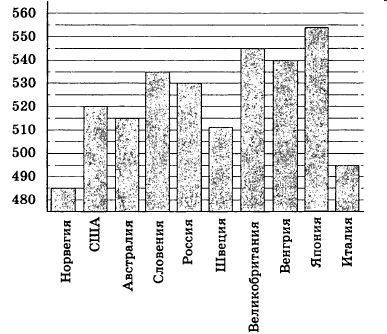 560
550
540
530
520
510
500
490
480
Норвегия
США
Австралия
Словения
Россия
Швеция
Великобритания
Венгрия
Япония
Италия